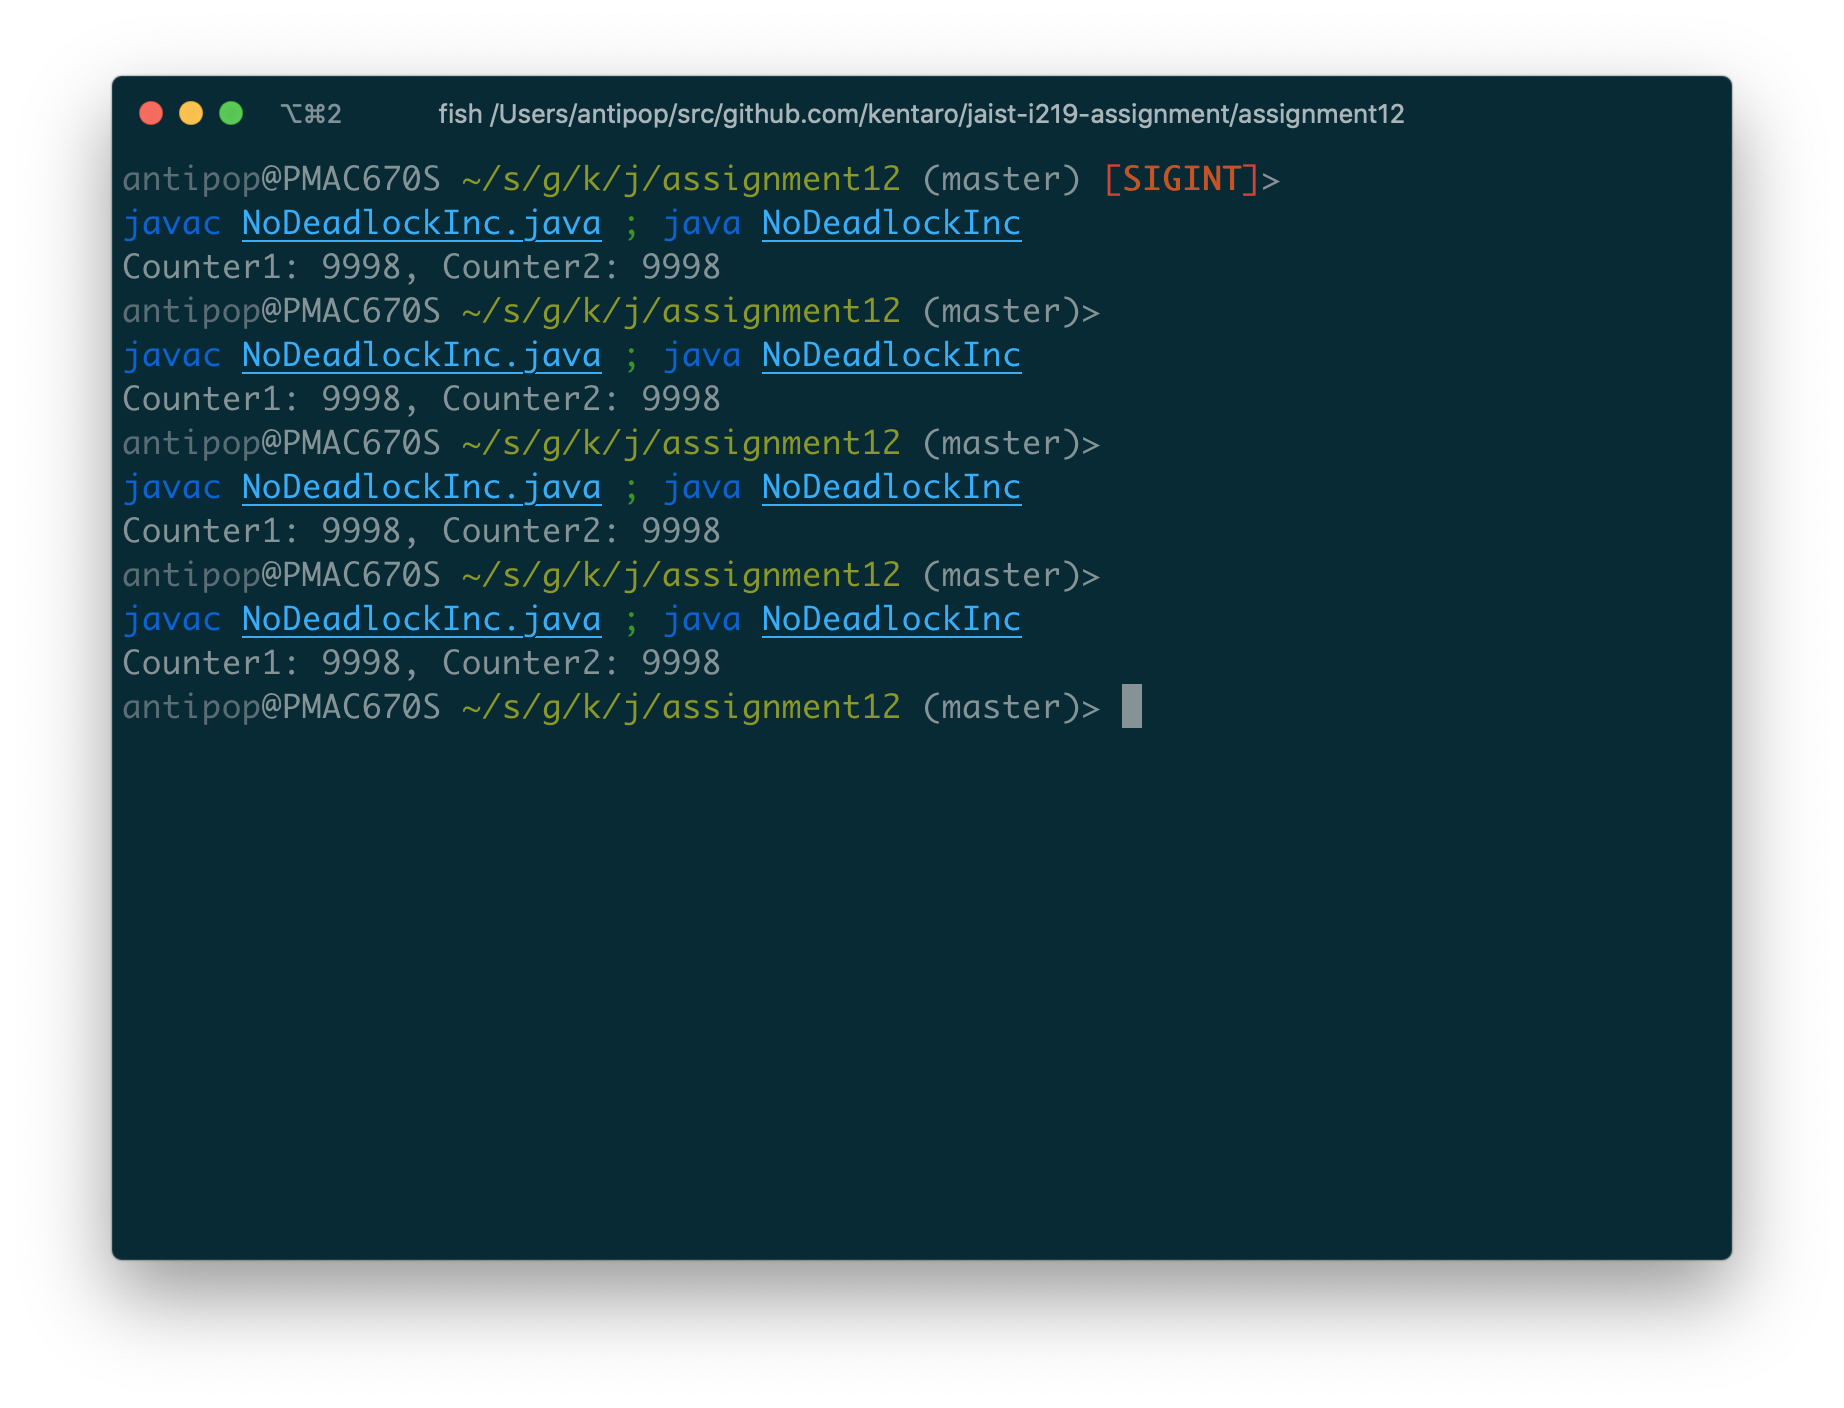 ⌥⌘2 fish /Users/antipop/src/github.com/kentaro/jaist-i219-assignment/assignment12
antipop@PMAC670S ~/s/g/k/j/assignment12 (master) [SIGINT]>
javac NoDeadlockInc.java ; java NoDeadlockInc
Counter1: 9998, Counter2: 9998
antipop@PMAC670S ~/s/g/k/j/assignment12 (master)>
javac NoDeadlockInc.java ; java NoDeadlockInc
Counter1: 9998, Counter2: 9998
antipop@PMAC670S ~/s/g/k/j/assignment12 (master)>
javac NoDeadlockInc.java ; java NoDeadlockInc
Counter1: 9998, Counter2: 9998
antipop@PMAC670S ~/s/g/k/j/assignment12 (master)>
javac NoDeadlockInc.java ; java NoDeadlockInc
Counter1: 9998, Counter2: 9998
antipop@PMAC670S ~/s/g/k/j/assignment12 (master)>